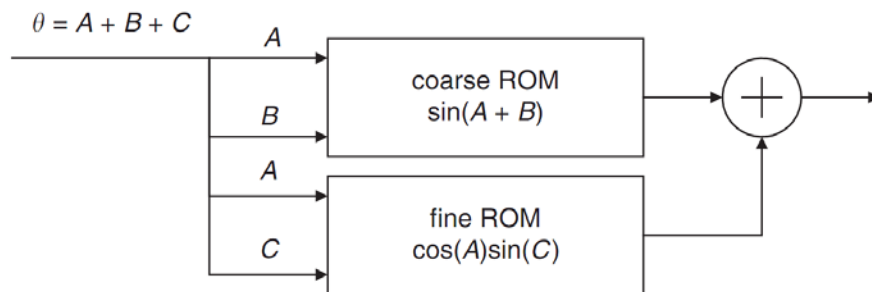 θ = A + B + C
A
coarse ROM
sin(A + B)
B
A
fine ROM
cos(A)sin(C)
C